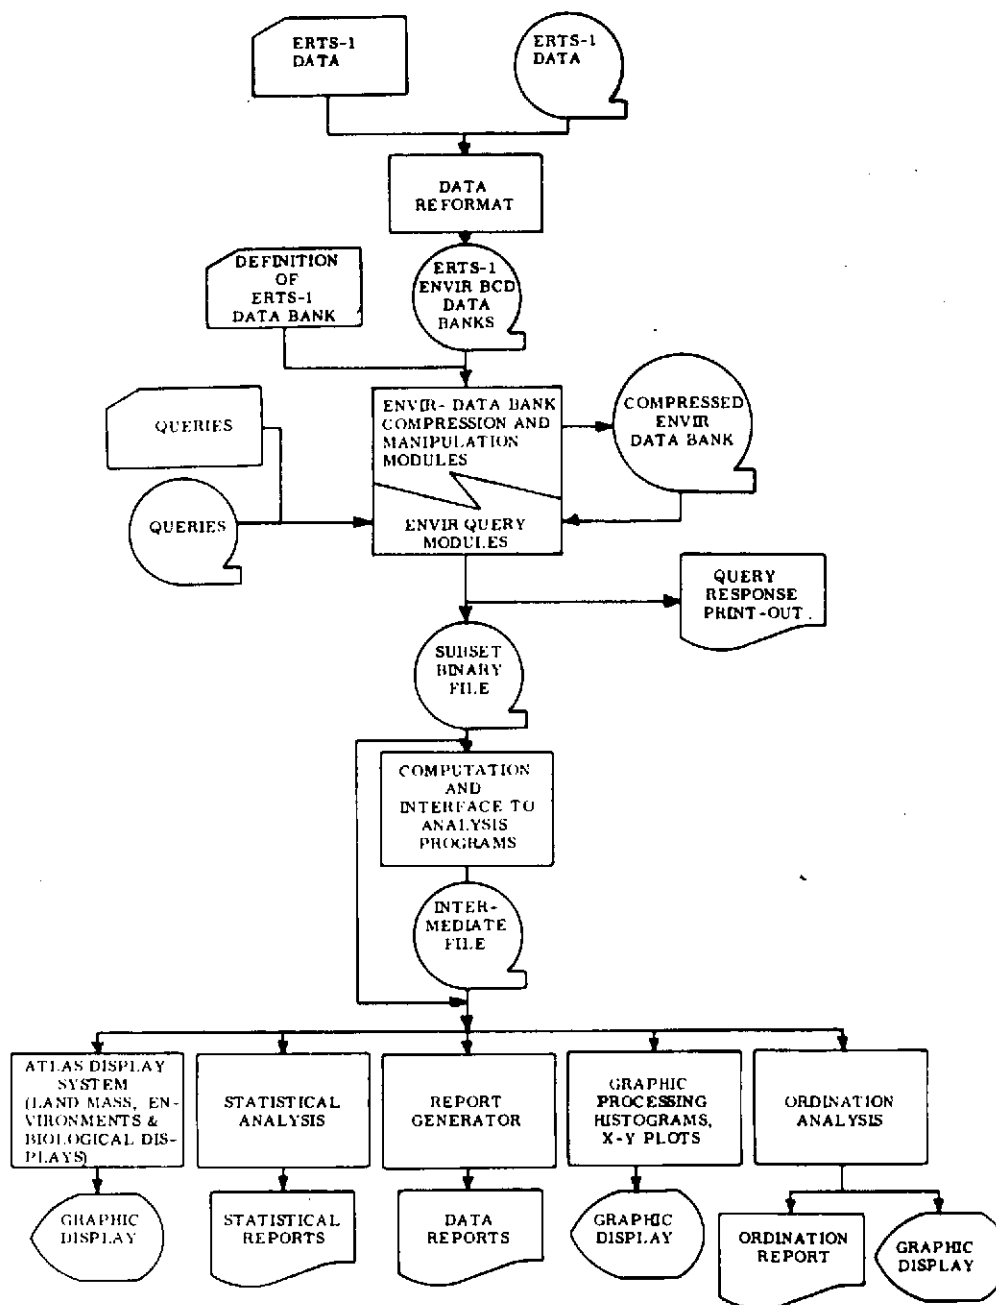 ERTS-1
DATA
ERTS-1
DATA
DATA
REFORMAT
DEFINITION
OF
ERTS-1
DATA BANK
ERTS-1
ENVIR BCD
DATA
BANKS
QUERIES
ENVIR- DATA BANK
COMPRESSION AND
MANIPULATION
MODULES
COMPRESSED
ENVIR
DATA BANK
QUERIES
ENVIR QUERY
MODULES
QUERY
RESPONSE
PRINT-OUT
SUBSET
BINARY
FILE
COMPUTATION
AND
INTERFACE TO
ANALYSIS
PROGRAMS
INTER-
MEDIATE
FILE
ATLAS DISPLAY
SYSTEM
(LAND MASS, EN-
VIRONMENTS &
BIOLOGICAL DIS-
PLAYS)
STATISTICAL
ANALYSIS
REPORT
GENERATOR
GRAPHIC
PROCESSING
HISTOGRAMS,
X-Y PLOTS
ORDINATION
ANALYSIS
GRAPHIC
DISPLAY
STATISTICAL
REPORTS
DATA
REPORTS
GRAPHIC
DISPLAY
ORDINATION
REPORT
GRAPHIC
DISPLAY